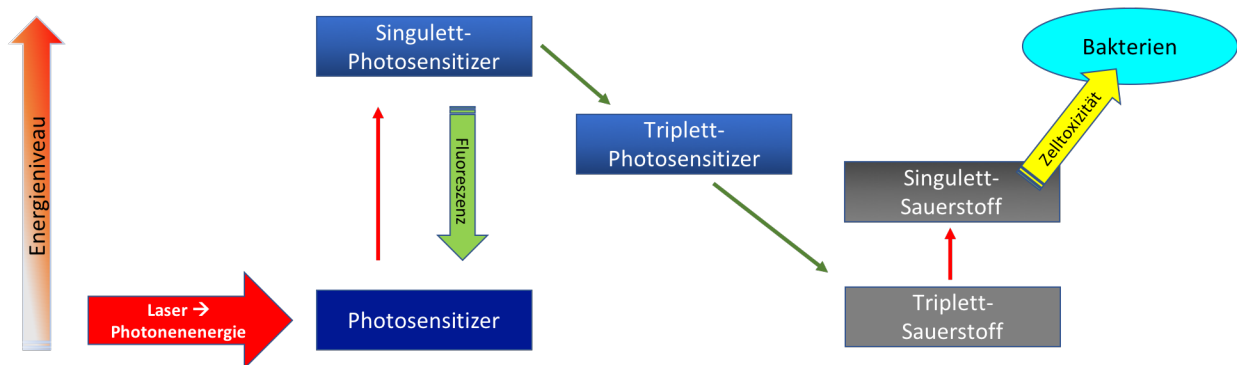 Energieniveau
Laser →
Photonenenergie
Singulett-
Photosensitizer
Fluoreszenz
Photosensitizer
Triplett-
Photosensitizer
Singulett-
Sauerstoff
Triplett-
Sauerstoff
Zelltoxizität
Bakterien